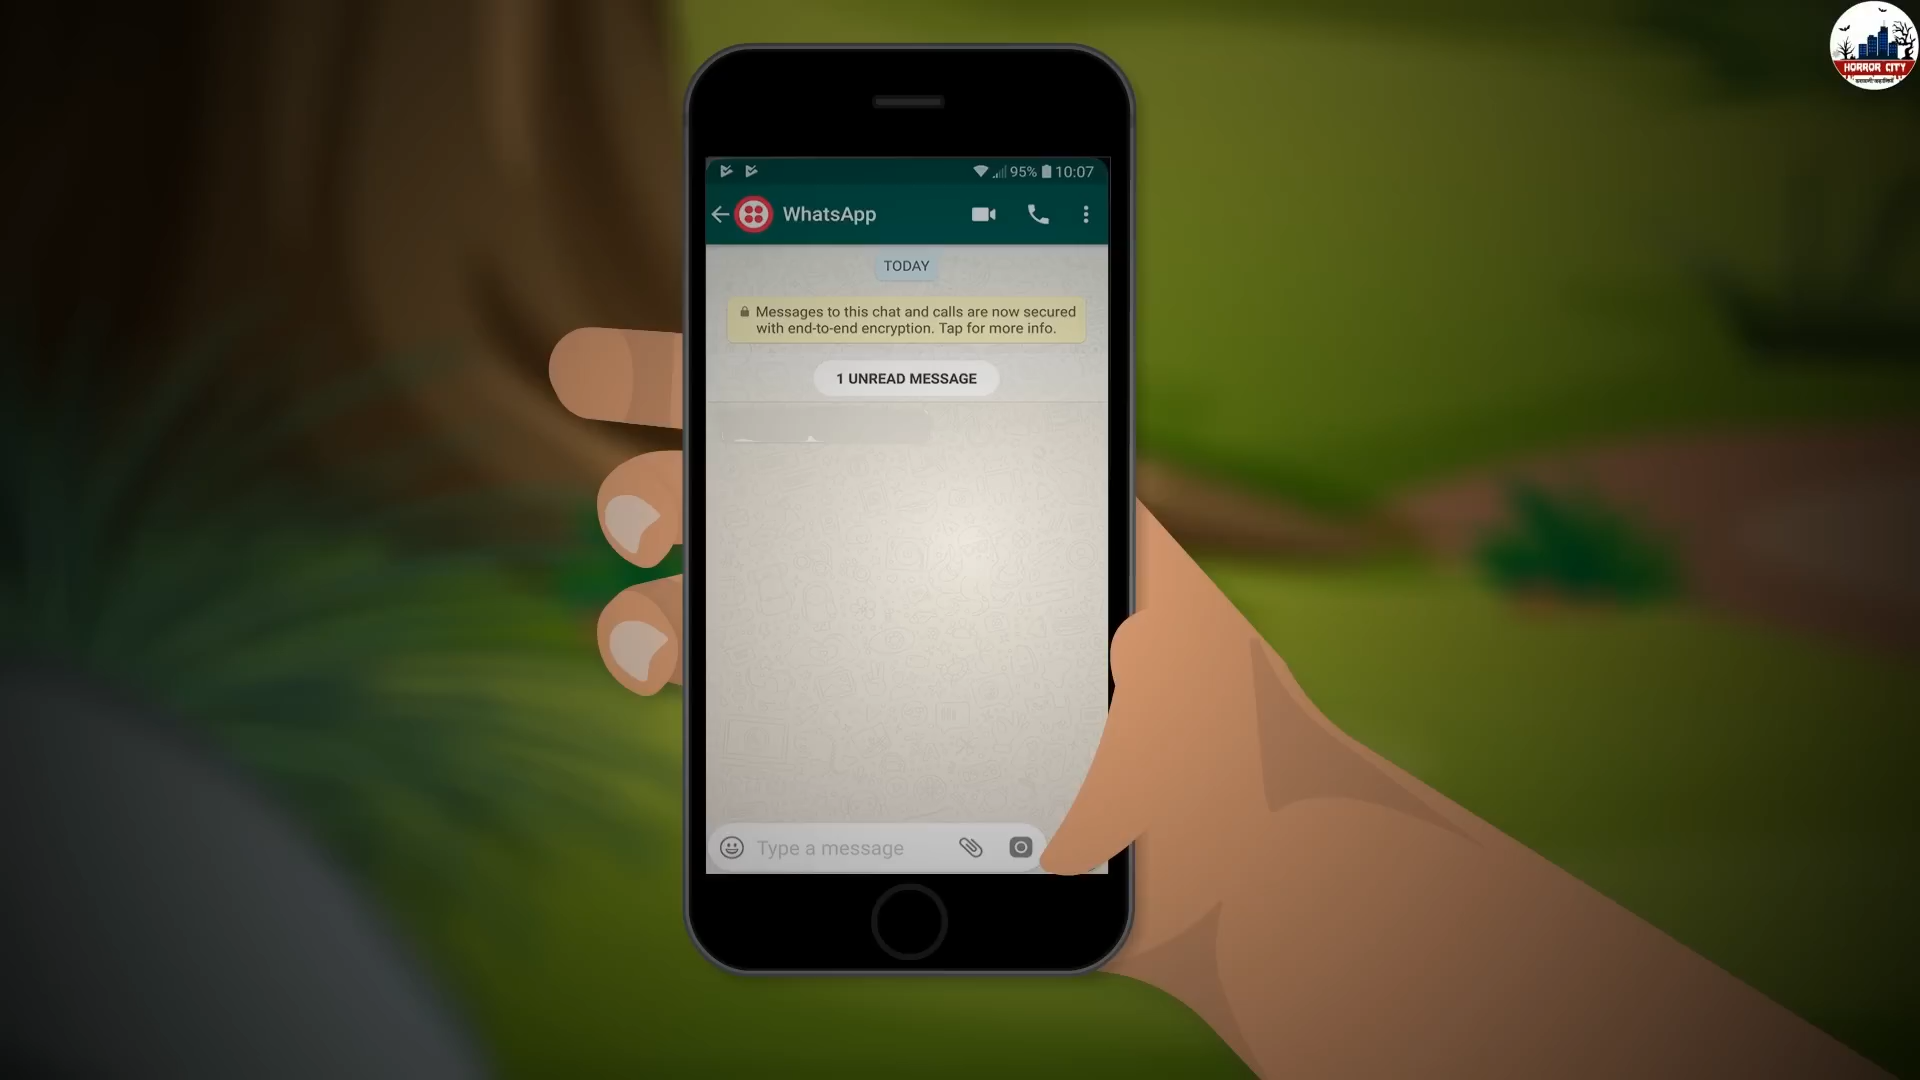 HORROR CITY
95% 10:07
WhatsApp
TODAY
Messages to this chat and calls are now secured
with end-to-end encryption. Tap for more info.
1 UNREAD MESSAGE
Type a message